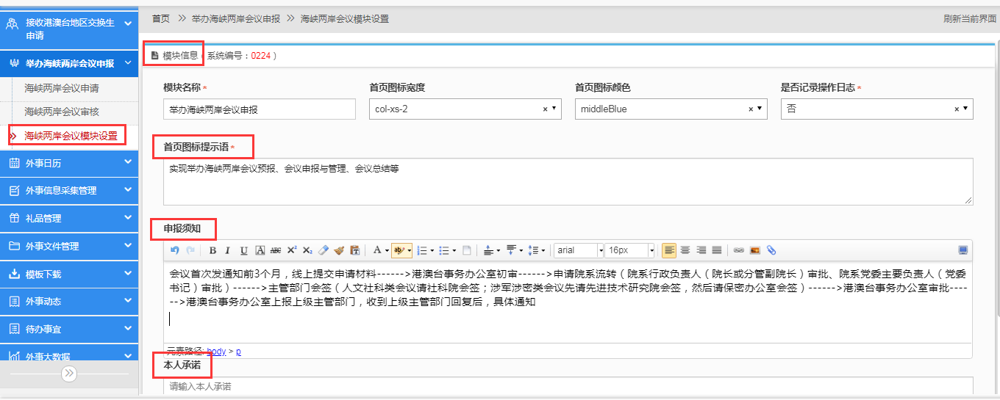 接收港澳台地区交换生
申请
举办海峡两岸会议申报
海峡两岸会议申请
海峡两岸会议审核
海峡两岸会议模块设置
外事日历
外事信息采集管理
礼品管理
外事文件管理
模板下载
外事动态
待办事宜
外事大数据
首页 >> 举办海峡两岸会议申报 >> 海峡两岸会议模块设置
刷新当前界面
模块信息 ( 系统编号：0224 )
模块名称*
首页图标宽度
首页图标颜色
是否记录操作日志*
举办海峡两岸会议申报
col-xs-2
middleBlue
否
首页图标提示语*
实现举办海峡两岸会议预报、会议申报与管理、会议总结等
申报须知
arial
16px
会议首次发通知前3个月，线上提交申请材料------>港澳台事务办公室初审------>申请院系流转（院系行政负责人（院长或分管副院长）审批、院系党委主要负责人（党委
书记）审批）------>主管部门会签（人文社科类会议请社科院会签；涉军涉密类会议先请先进技术研究院会签，然后请保密办公室会签）------>港澳台事务办公室审批----
-->港澳台事务办公室上报上级主管部门，收到上级主管部门回复后，具体通知
元素路径: body > p
本人承诺
请输入本人承诺